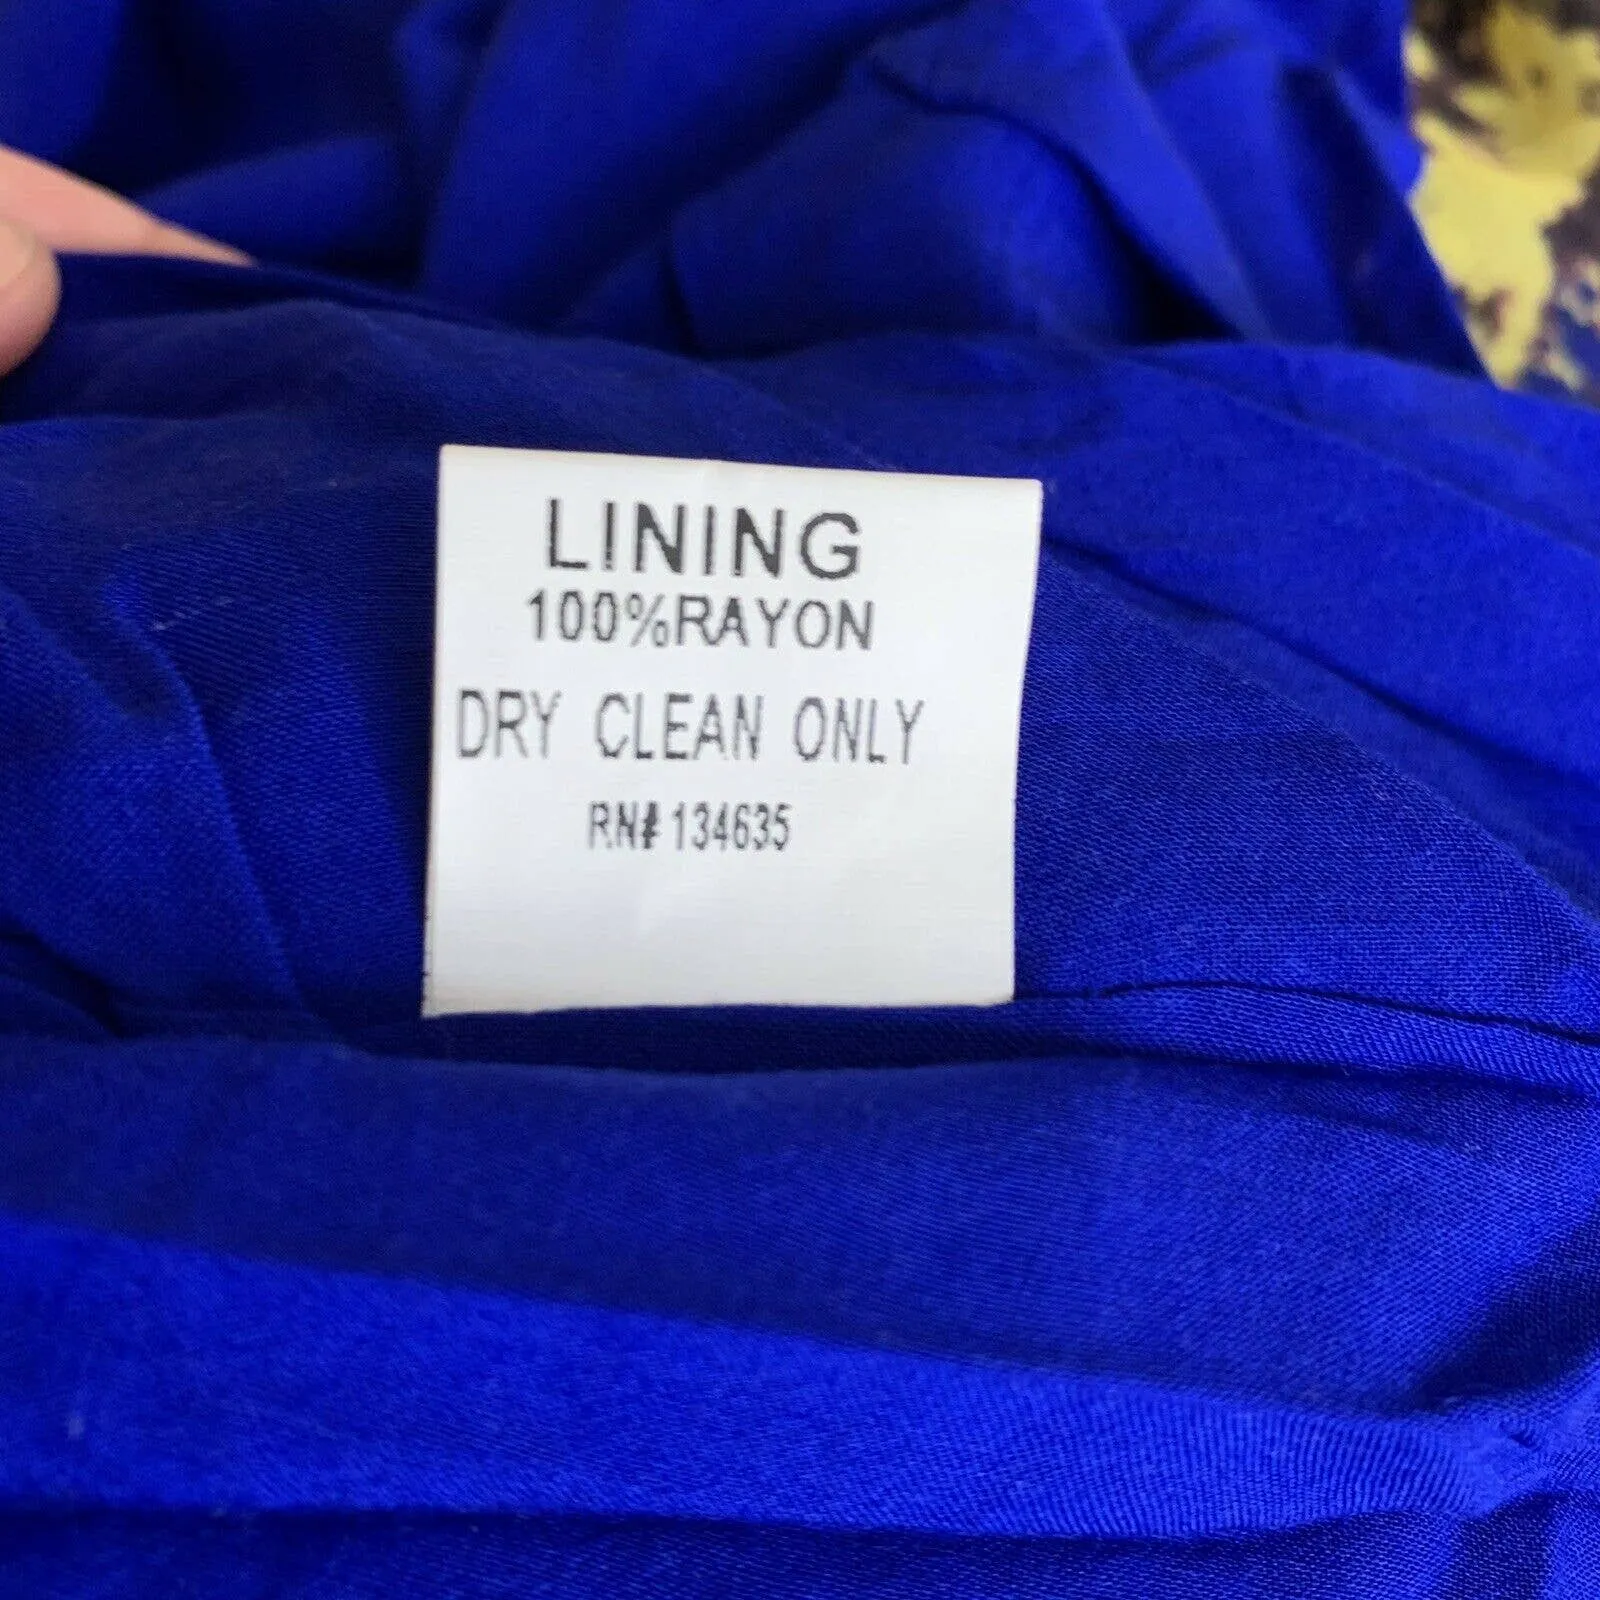 LINING
100%RAYON
DRY CLEAN ONLY
RN# 134635